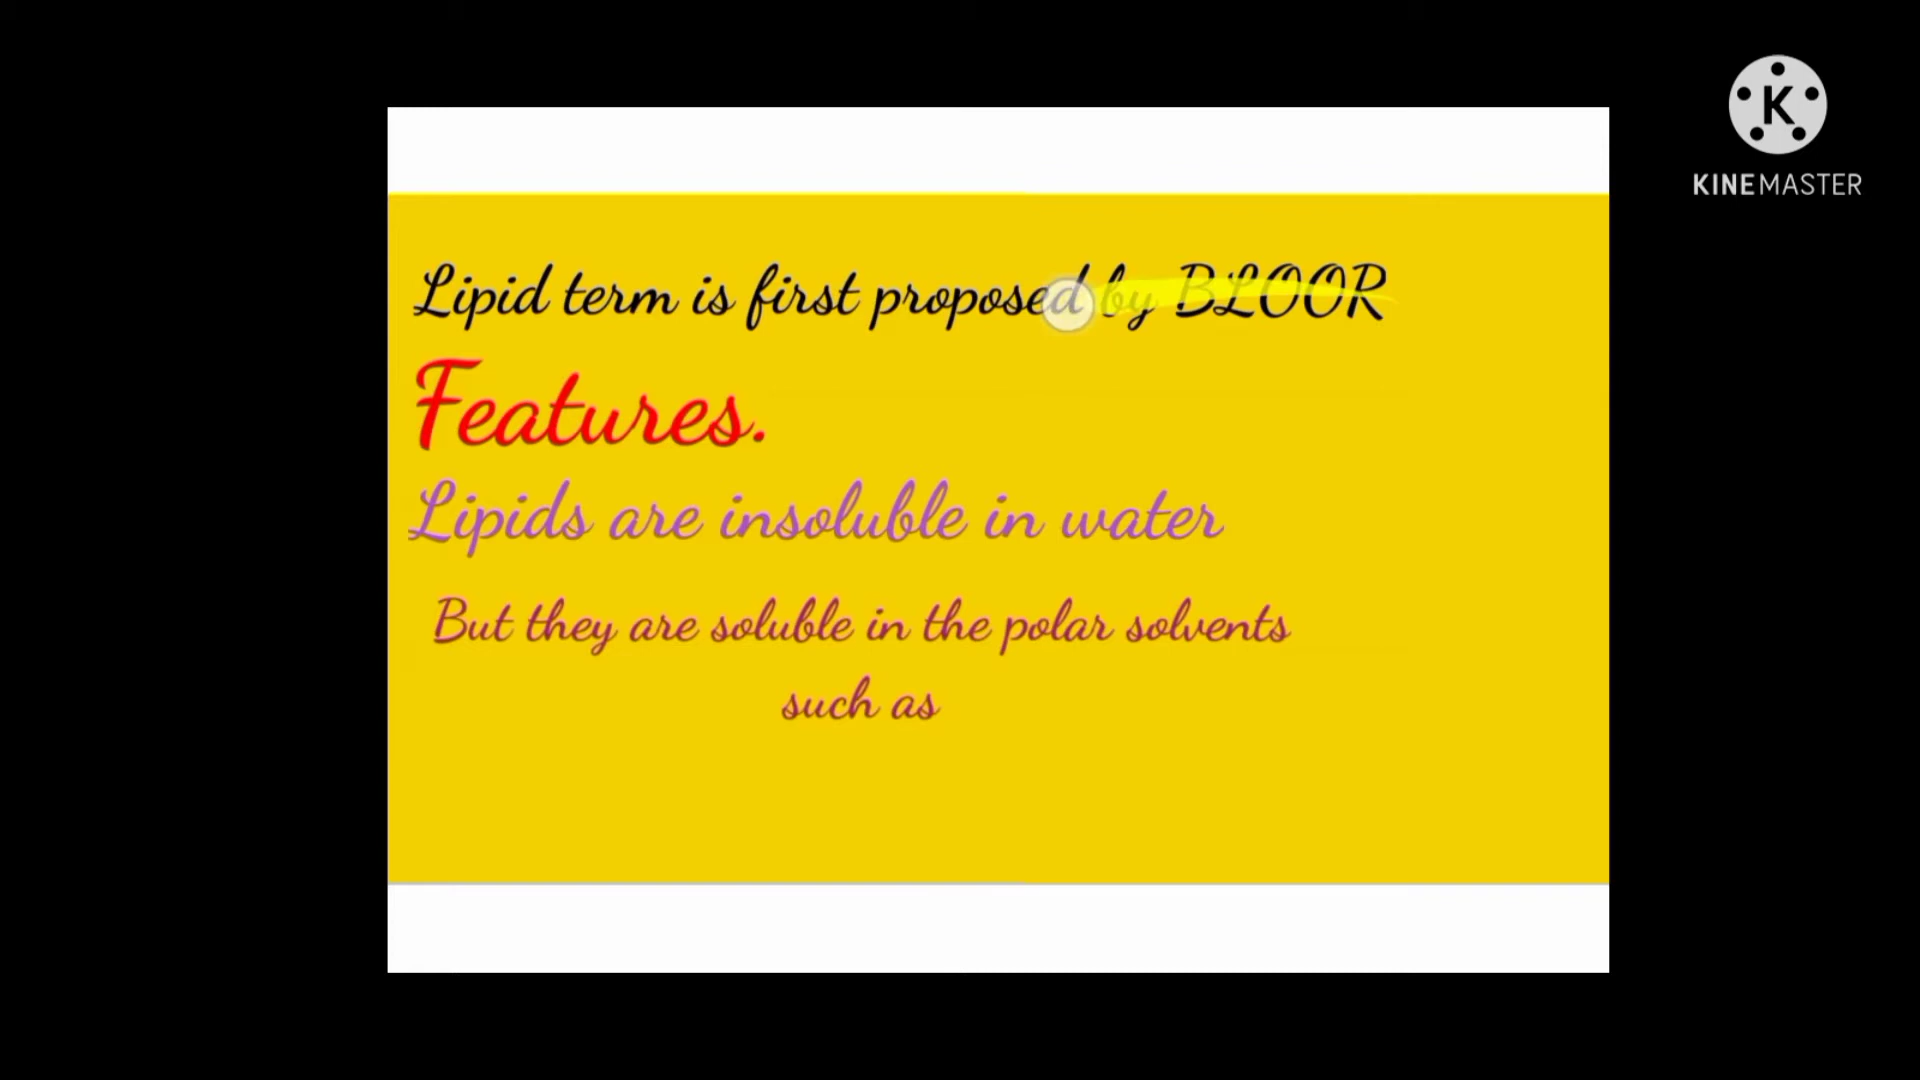 K
KINEMASTER
Lipid term is first proposed by BLOOR
Features.
Lipids are insoluble in water
But they are soluble in the polar solvents
such as